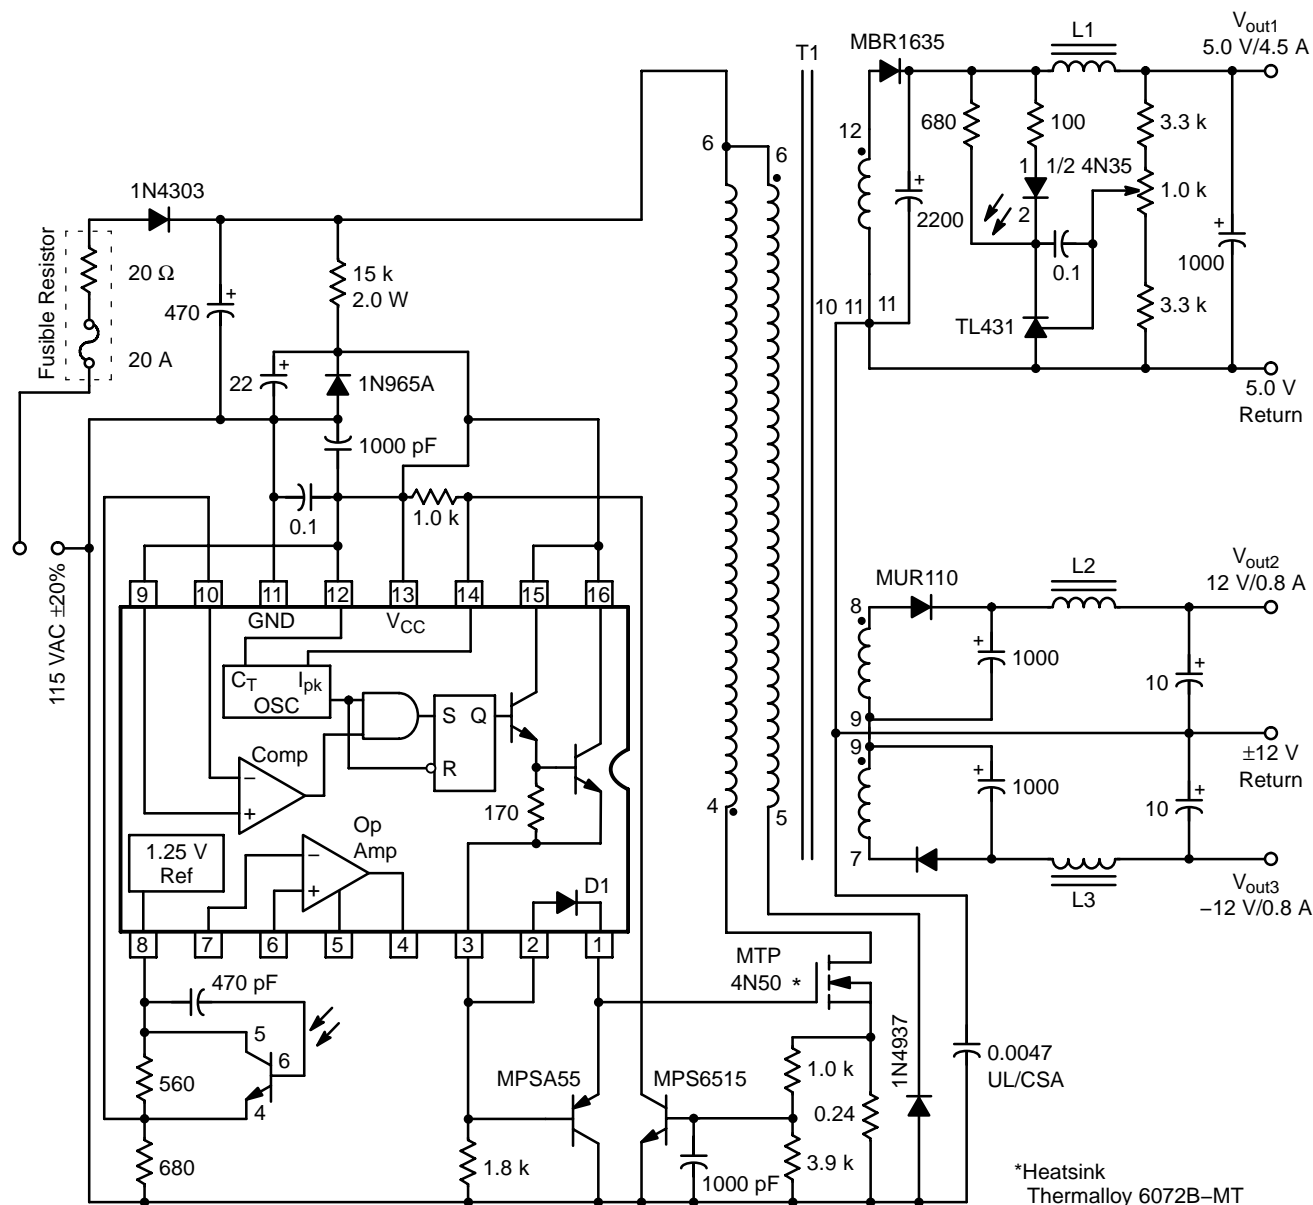 V_out1
5.0 V/4.5 A
L1
MBR1635
T1
680
100
3.3 k
12
6
6
1
1/2 4N35
1.0 k
1N4303
+
2200
2
+
1000
0.1
Fusible Resistor
20 Ω
20 A
470
+
15 k
2.0 W
10
11
11
TL431
3.3 k
22
+
1N965A
5.0 V
Return
1000 pF
0.1
1.0 k
115 VAC ±20%
9
10
11
12
13
14
15
16
GND
V_CC
C_T
I_pk
OSC
S
Q
R
Comp
−
+
170
Op
Amp
1.25 V
Ref
−
+
D1
8
7
6
5
4
3
2
1
4
5
MUR110
L2
V_out2
12 V/0.8 A
8
+
1000
+
10
9
9
±12 V
Return
+
1000
+
10
7
L3
V_out3
−12 V/0.8 A
470 pF
5
6
4
560
680
MTP
4N50 *
1N4937
0.0047
UL/CSA
MPSA55
MPS6515
1.0 k
0.24
1.8 k
1000 pF
3.9 k
*Heatsink
Thermalloy 6072B−MT